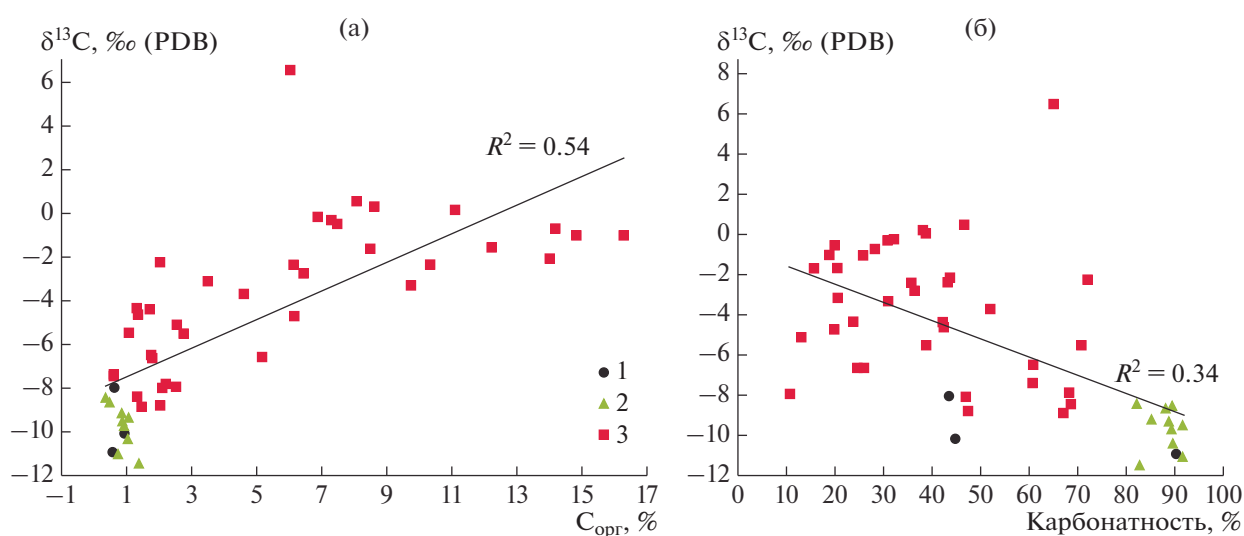 (а)
δ¹³C, ‰ (PDB)
6
4
2
0
−2
−4
−6
−8
−10
−12
R² = 0.54
1
2
3
−1 1 3 5 7 9 11 13 15 17
Cорг, %
(б)
δ¹³C, ‰ (PDB)
8
6
4
2
0
−2
−4
−6
−8
−10
−12
R² = 0.34
0 10 20 30 40 50 60 70 80 90 100
Карбонатность, %